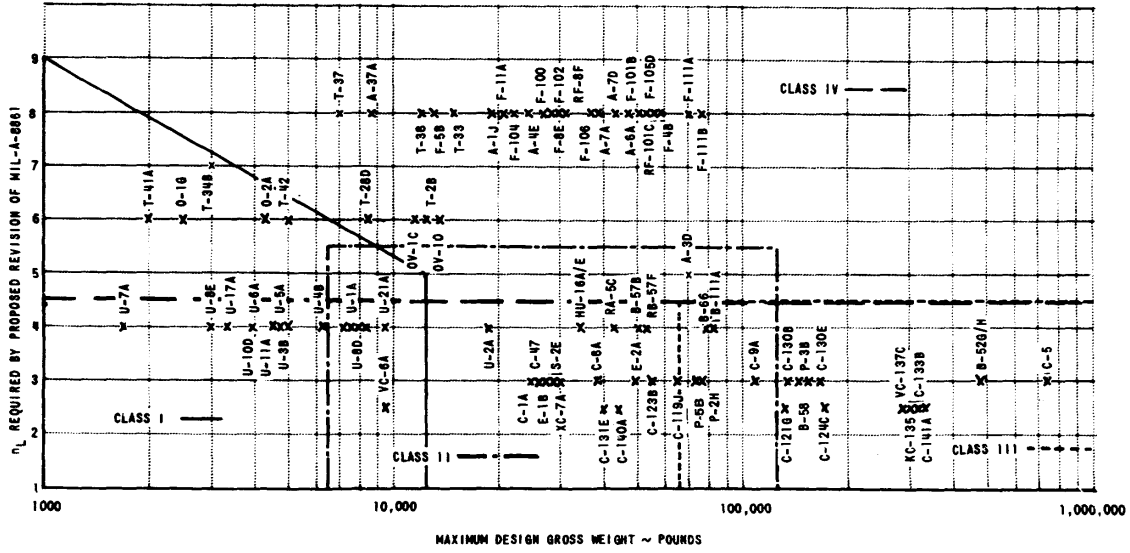 n_L REQUIRED BY PROPOSED REVISION OF MIL-A-8861
9
8
7
6
5
4
3
2
1
T-37
A-37A
F-11A
F-100
F-102
RF-8F
A-7D
F-101B
F-105D
F-111A
CLASS IV
T-38
F-5B
T-33
A-1J
F-104
A-4E
F-8E
F-106
A-7A
A-6A
RF-101C
F-4B
F-111B
T-41A
O-1G
T-34B
O-2A
T-42
T-28D
T-2B
OV-1C
OV-10
A-3D
U-7A
U-8E
U-17A
U-6A
U-5A
U-4B
U-1A
U-21A
HU-16A/E
RA-5C
B-57B
RB-57F
B-66
B-111A
U-10D
U-11A
U-3B
U-8D
VC-6A
U-2A
C-47
S-2E
C-8A
E-2A
C-9A
C-130B
P-3B
C-130E
VC-137C
C-133B
B-52G/H
C-5
C-1A
E-1B
C-7A
C-131E
C-140A
C-123B
C-119J
P-5B
P-2H
C-121G
B-58
C-124C
KC-135
C-141A
CLASS I
CLASS II
CLASS III
1000
10,000
100,000
1,000,000
MAXIMUM DESIGN GROSS WEIGHT ~ POUNDS